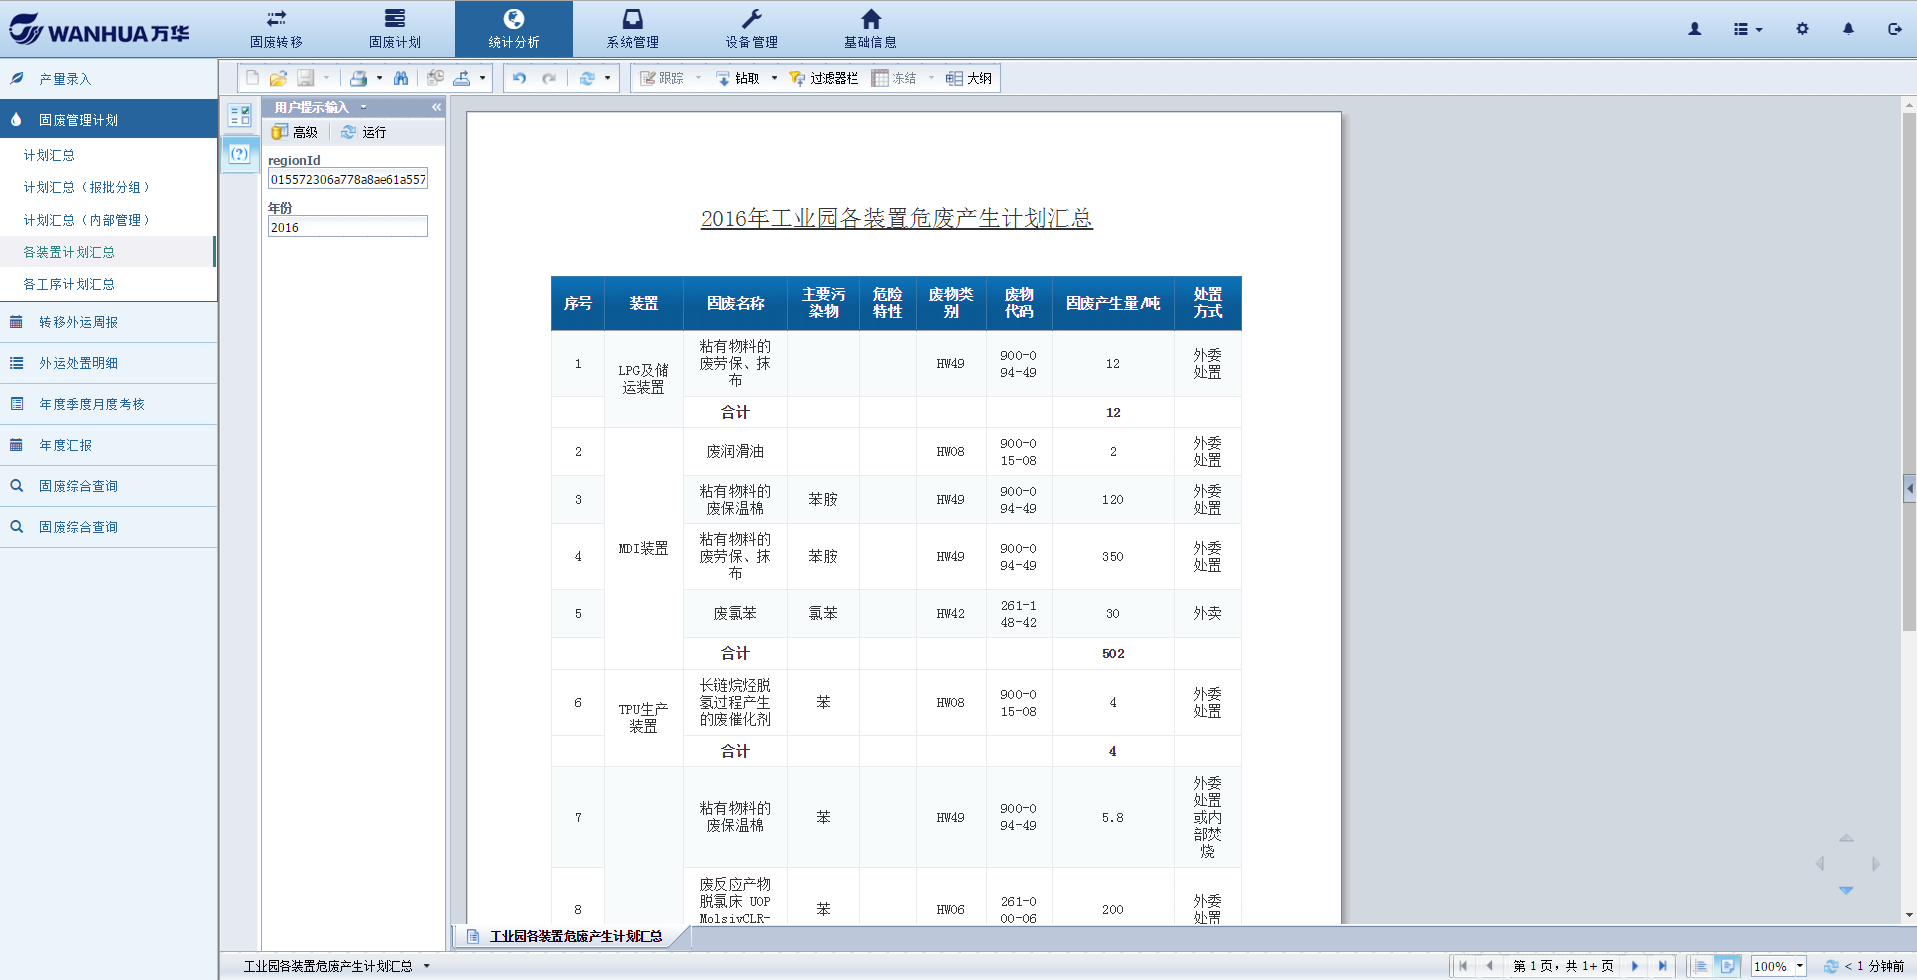 WANHUA万华
固废转移
固废计划
统计分析
系统管理
设备管理
基础信息
产量录入
固废管理计划
计划汇总
计划汇总（报批分组）
计划汇总（内部管理）
各装置计划汇总
各工序计划汇总
转移外运周报
外运处置明细
年度季度月度考核
年度汇报
固废综合查询
固废综合查询
跟踪 钻取 过滤器栏 冻结 大纲
用户提示输入 «
高级 运行
regionId
015572306a778a8ae61a557
年份
2016
2016年工业园各装置危废产生计划汇总
序号 装置 固废名称 主要污染物 危险特性 废物类别 废物代码 固废产生量/吨 处置方式
1 LPG及储运装置 粘有物料的废劳保、抹布 HW49 900-094-49 12 外委处置
合计 12
2 MDI装置 废润滑油 HW08 900-015-08 2 外委处置
3 粘有物料的废保温棉 苯胺 HW49 900-094-49 120 外委处置
4 粘有物料的废劳保、抹布 苯胺 HW49 900-094-49 350 外委处置
5 废氯苯 氯苯 HW42 261-148-42 30 外卖
合计 502
6 TPU生产装置 长链烷烃脱氢过程产生的废催化剂 苯 HW08 900-015-08 4 外委处置
合计 4
7 粘有物料的废保温棉 苯 HW49 900-094-49 5.8 外委处置或内部焚烧
8 废反应产物脱氯床 UOP MolsivCLR- 苯 HW06 261-000-06 200 外委处置
工业园各装置危废产生计划汇总
工业园各装置危废产生计划汇总
第 1 页，共 1+ 页
100%
< 1 分钟前